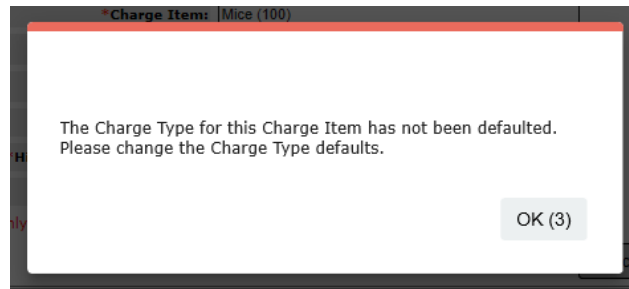 *Charge Item: Mice (100)
The Charge Type for this Charge Item has not been defaulted.
Please change the Charge Type defaults.
OK (3)